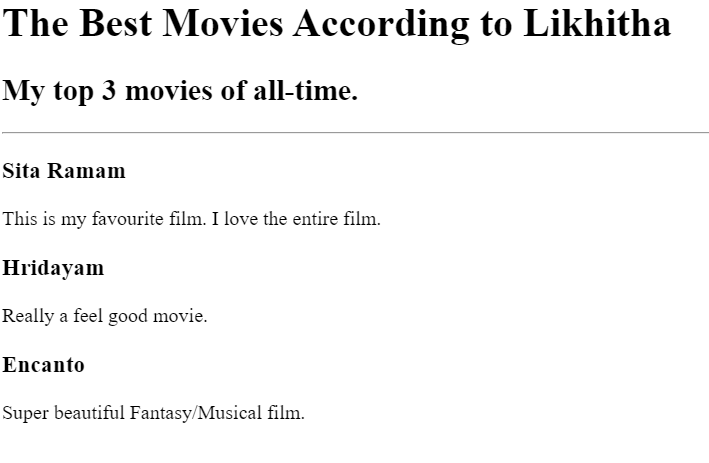 The Best Movies According to Likhitha
My top 3 movies of all-time.
Sita Ramam
This is my favourite film. I love the entire film.
Hridayam
Really a feel good movie.
Encanto
Super beautiful Fantasy/Musical film.